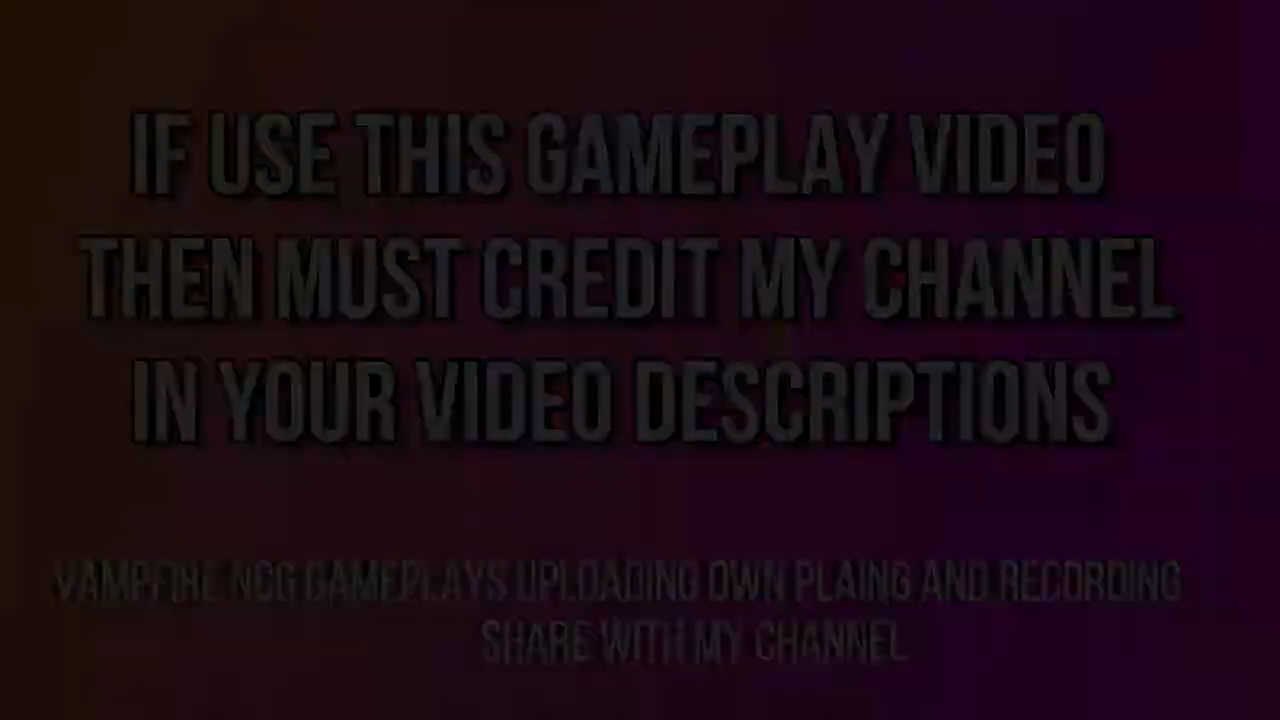 IF USE THIS GAMEPLAY VIDEO
THEN MUST CREDIT MY CHANNEL
IN YOUR VIDEO DESCRIPTIONS
NCG GAMEPLAYS UPLOADING OWN PLAING AND RECORDING
SHARE WITH MY CHANNEL